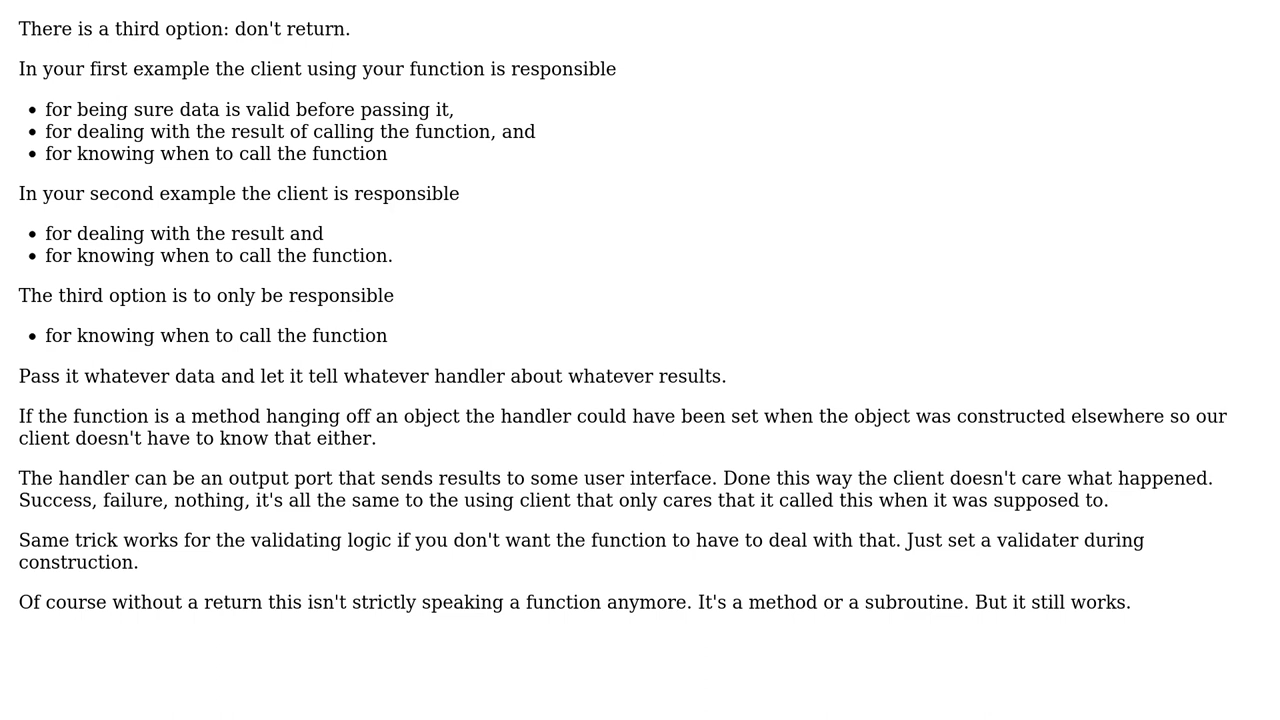 There is a third option: don't return.
In your first example the client using your function is responsible
• for being sure data is valid before passing it,
• for dealing with the result of calling the function, and
• for knowing when to call the function
In your second example the client is responsible
• for dealing with the result and
• for knowing when to call the function.
The third option is to only be responsible
• for knowing when to call the function
Pass it whatever data and let it tell whatever handler about whatever results.
If the function is a method hanging off an object the handler could have been set when the object was constructed elsewhere so our
client doesn't have to know that either.
The handler can be an output port that sends results to some user interface. Done this way the client doesn't care what happened.
Success, failure, nothing, it's all the same to the using client that only cares that it called this when it was supposed to.
Same trick works for the validating logic if you don't want the function to have to deal with that. Just set a validater during
construction.
Of course without a return this isn't strictly speaking a function anymore. It's a method or a subroutine. But it still works.